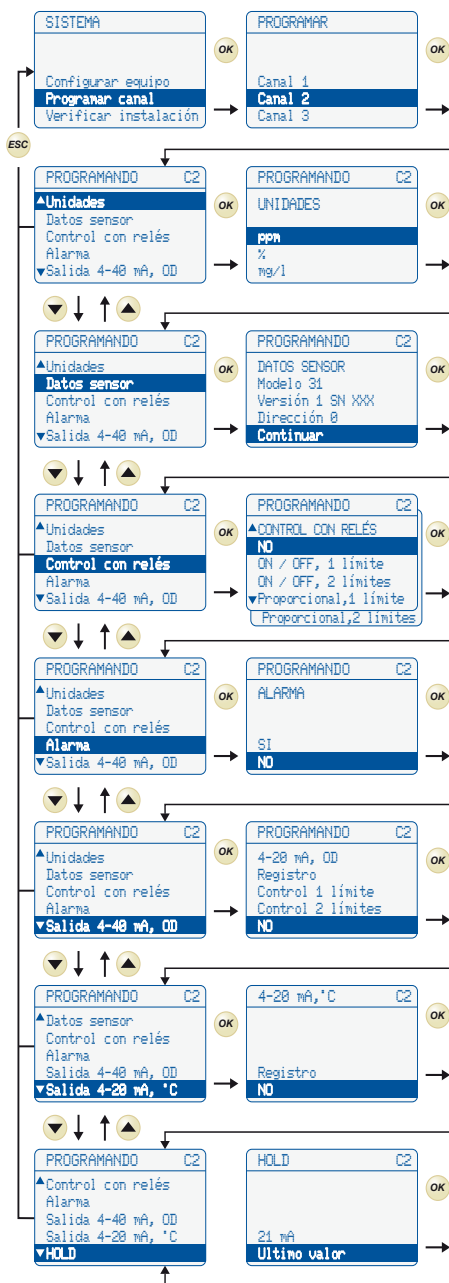 SISTEMA
Configurar equipo
Programar canal
Verificar instalación
OK
PROGRAMAR
Canal 1
Canal 2
Canal 3
OK
ESC
PROGRAMANDO C2
Unidades
Datos sensor
Control con relés
Alarma
Salida 4-40 mA, OD
OK
PROGRAMANDO C2
UNIDADES
ppm
%
mg/l
OK
PROGRAMANDO C2
Unidades
Datos sensor
Control con relés
Alarma
Salida 4-40 mA, OD
OK
PROGRAMANDO C2
DATOS SENSOR
Modelo 31
Versión 1 SN XXX
Dirección 0
Continuar
OK
PROGRAMANDO C2
Unidades
Datos sensor
Control con relés
Alarma
Salida 4-40 mA, OD
OK
PROGRAMANDO C2
CONTROL CON RELÉS
NO
ON / OFF, 1 límite
ON / OFF, 2 límites
Proporcional,1 límite
Proporcional,2 límites
OK
PROGRAMANDO C2
Unidades
Datos sensor
Control con relés
Alarma
Salida 4-40 mA, OD
OK
PROGRAMANDO C2
ALARMA
SI
NO
OK
PROGRAMANDO C2
Unidades
Datos sensor
Control con relés
Alarma
Salida 4-40 mA, OD
OK
PROGRAMANDO C2
4-20 mA, OD
Registro
Control 1 límite
Control 2 límites
NO
OK
PROGRAMANDO C2
Datos sensor
Control con relés
Alarma
Salida 4-40 mA, OD
Salida 4-20 mA, °C
OK
4-20 mA,°C C2
Registro
NO
OK
PROGRAMANDO C2
Control con relés
Alarma
Salida 4-40 mA, OD
Salida 4-20 mA, °C
HOLD
HOLD C2
21 mA
Ultimo valor
OK